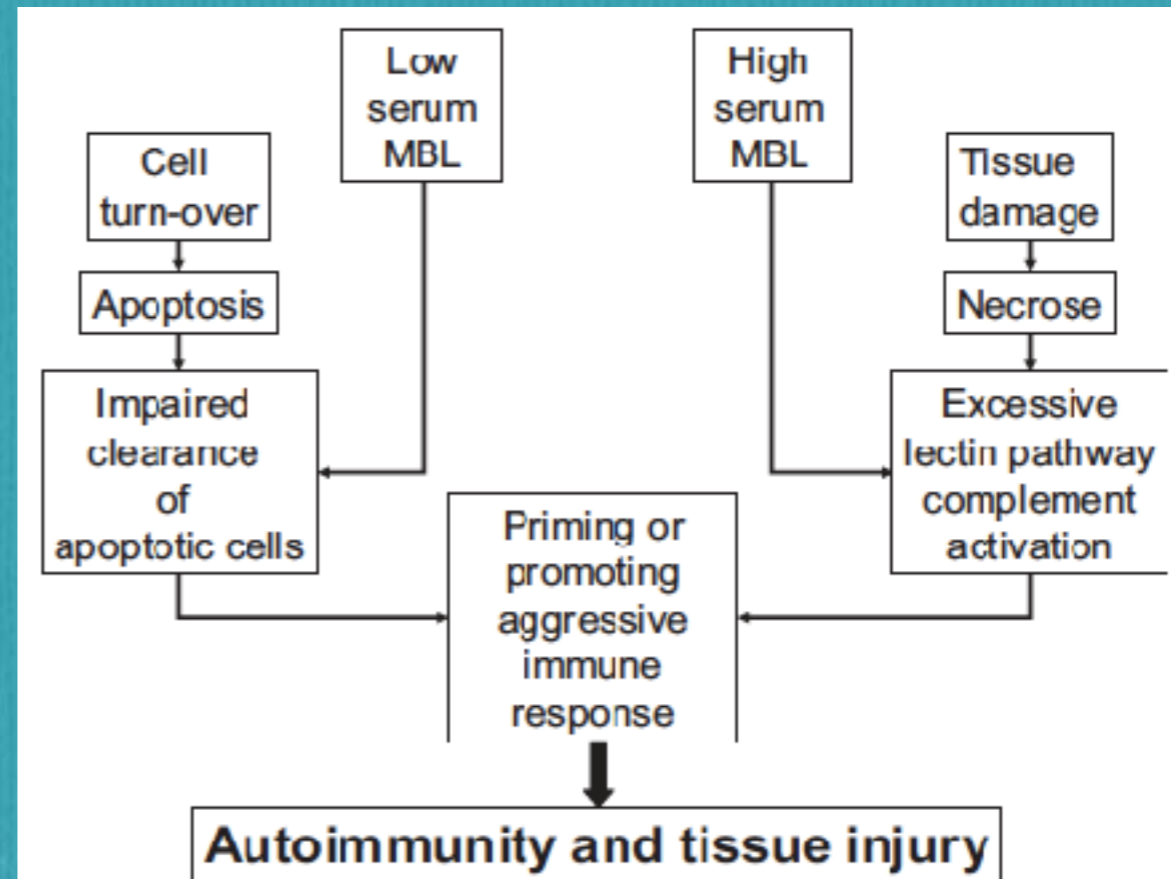 Low
serum
MBL
High
serum
MBL
Cell
turn-over
Tissue
damage
Apoptosis
Necrose
Impaired
clearance
of
apoptotic cells
Excessive
lectin pathway
complement
activation
Priming or
promoting
aggressive
immune
response
Autoimmunity and tissue injury